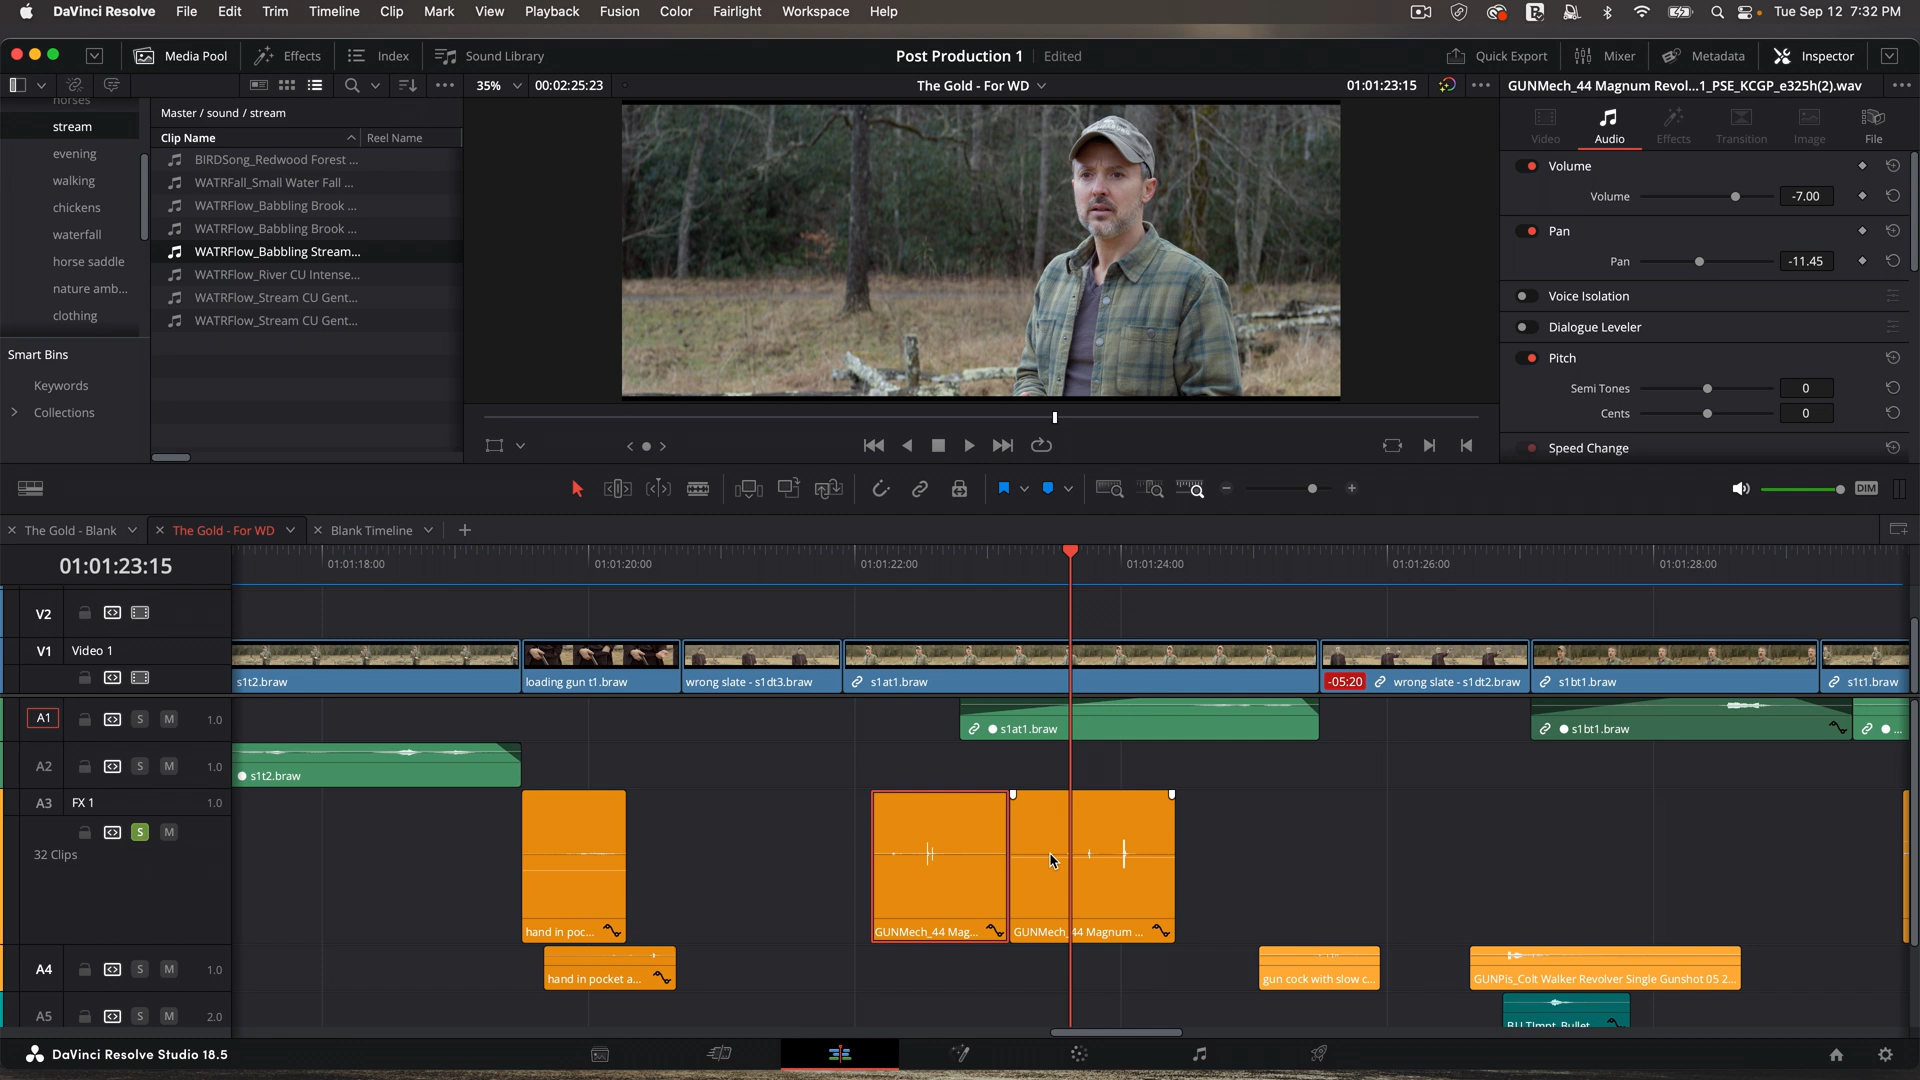 DaVinci Resolve File Edit Trim Timeline Clip Mark View Playback Fusion Color Fairlight Workspace Help Tue Sep 12 7:32 PM
Media Pool Effects Index Sound Library Post Production 1 Edited Quick Export Mixer Metadata Inspector
35% 00:02:25:23 The Gold - For WD 01:01:23:15 GUNMech_44 Magnum Revol...1_PSE_KCGP_e325h(2).wav
horses
stream
evening
walking
chickens
waterfall
horse saddle
nature amb...
clothing
Smart Bins
Keywords
Collections
Master / sound / stream
Clip Name Reel Name
BIRDSong_Redwood Forest ...
WATRFall_Small Water Fall ...
WATRFlow_Babbling Brook ...
WATRFlow_Babbling Brook ...
WATRFlow_Babbling Stream...
WATRFlow_River CU Intense...
WATRFlow_Stream CU Gent...
WATRFlow_Stream CU Gent...
Video Audio Effects Transition Image File
Volume
Volume -7.00
Pan
Pan -11.45
Voice Isolation
Dialogue Leveler
Pitch
Semi Tones 0
Cents 0
Speed Change
DIM
The Gold - Blank The Gold - For WD Blank Timeline
01:01:23:15 01:01:18:00 01:01:20:00 01:01:22:00 01:01:24:00 01:01:26:00 01:01:28:00
V2
V1 Video 1
s1t2.braw loading gun t1.braw wrong slate - s1dt3.braw s1at1.braw -05:20 wrong slate - s1dt2.braw s1bt1.braw s1t1.braw
A1 S M 1.0 s1at1.braw s1bt1.braw ...
A2 S M 1.0 s1t2.braw
A3 FX 1 1.0
S M
32 Clips
hand in poc... GUNMech_44 Mag... GUNMech_44 Magnum ...
A4 S M 1.0 hand in pocket a... gun cock with slow c... GUNPis_Colt Walker Revolver Single Gunshot 05 2...
A5 S M 2.0 BULTImpt_Bullet
DaVinci Resolve Studio 18.5